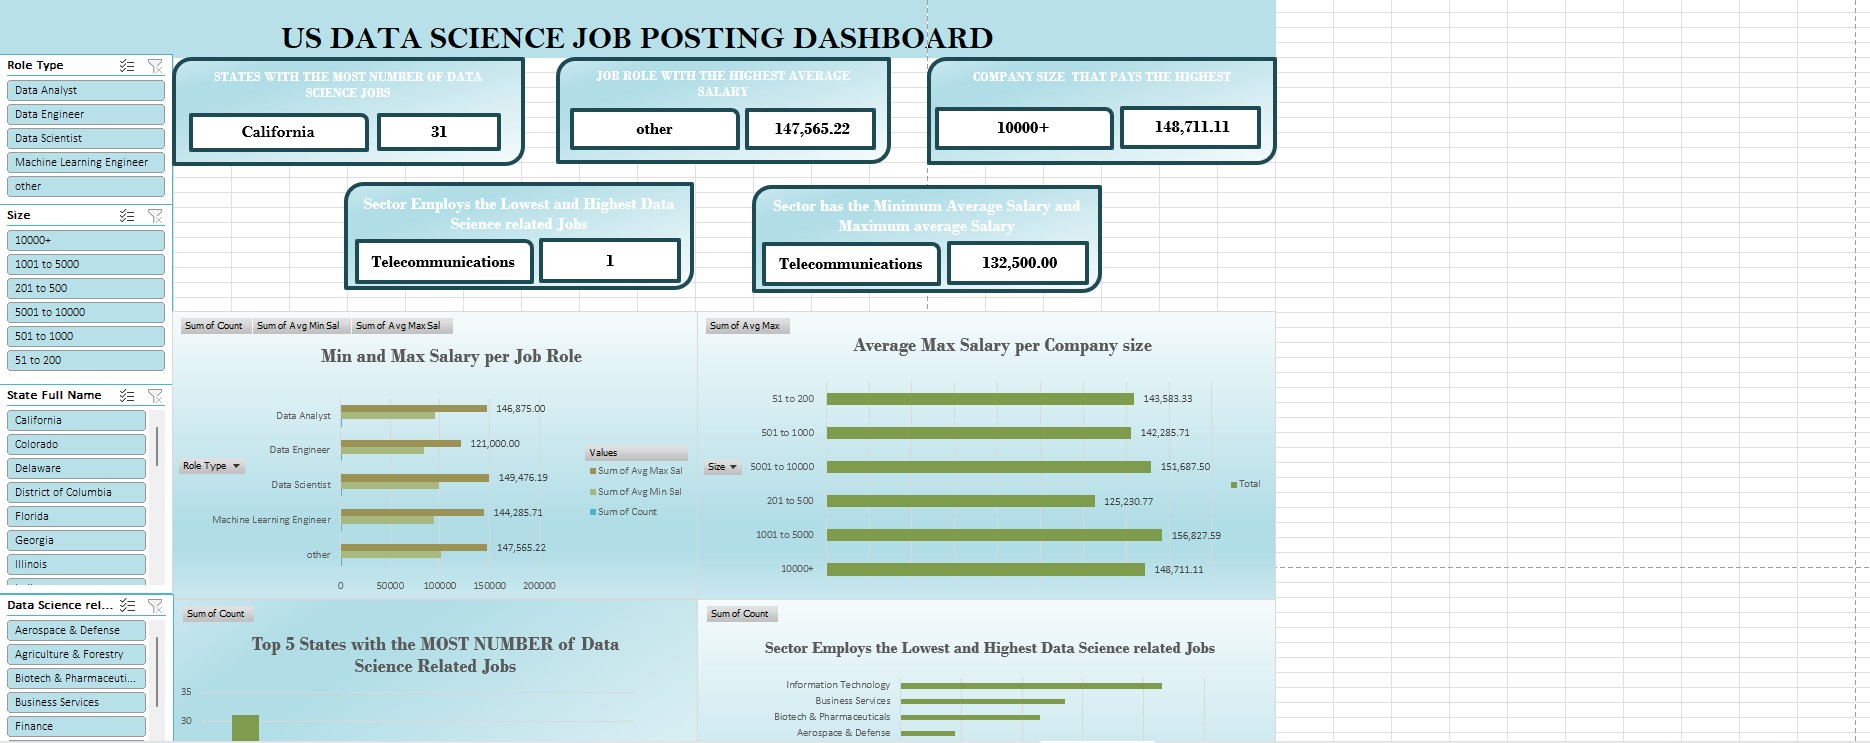 US DATA SCIENCE JOB POSTING DASHBOARD
Role Type
Data Analyst
Data Engineer
Data Scientist
Machine Learning Engineer
other
Size
10000+
1001 to 5000
201 to 500
5001 to 10000
501 to 1000
51 to 200
State Full Name
California
Colorado
Delaware
District of Columbia
Florida
Georgia
Illinois
Data Science rel...
Aerospace & Defense
Agriculture & Forestry
Biotech & Pharmaceuti...
Business Services
Finance
STATES WITH THE MOST NUMBER OF DATA
SCIENCE JOBS
California
31
JOB ROLE WITH THE HIGHEST AVERAGE
SALARY
other
147,565.22
COMPANY SIZE THAT PAYS THE HIGHEST
10000+
148,711.11
Sector Employs the Lowest and Highest Data
Science related Jobs
Telecommunications
1
Sector has the Minimum Average Salary and
Maximum average Salary
Telecommunications
132,500.00
Sum of Count
Sum of Avg Min Sal
Sum of Avg Max Sal
Min and Max Salary per Job Role
Data Analyst
146,875.00
Data Engineer
121,000.00
Data Scientist
149,476.19
Machine Learning Engineer
144,285.71
other
147,565.22
0 50000 100000 150000 200000
Role Type
Values
Sum of Avg Max Sal
Sum of Avg Min Sal
Sum of Count
Sum of Avg Max
Average Max Salary per Company size
51 to 200
143,583.33
501 to 1000
142,285.71
5001 to 10000
151,687.50
201 to 500
125,230.77
1001 to 5000
156,827.59
10000+
148,711.11
Size
Total
Sum of Count
Top 5 States with the MOST NUMBER of Data
Science Related Jobs
35
30
Sum of Count
Sector Employs the Lowest and Highest Data Science related Jobs
Information Technology
Business Services
Biotech & Pharmaceuticals
Aerospace & Defense